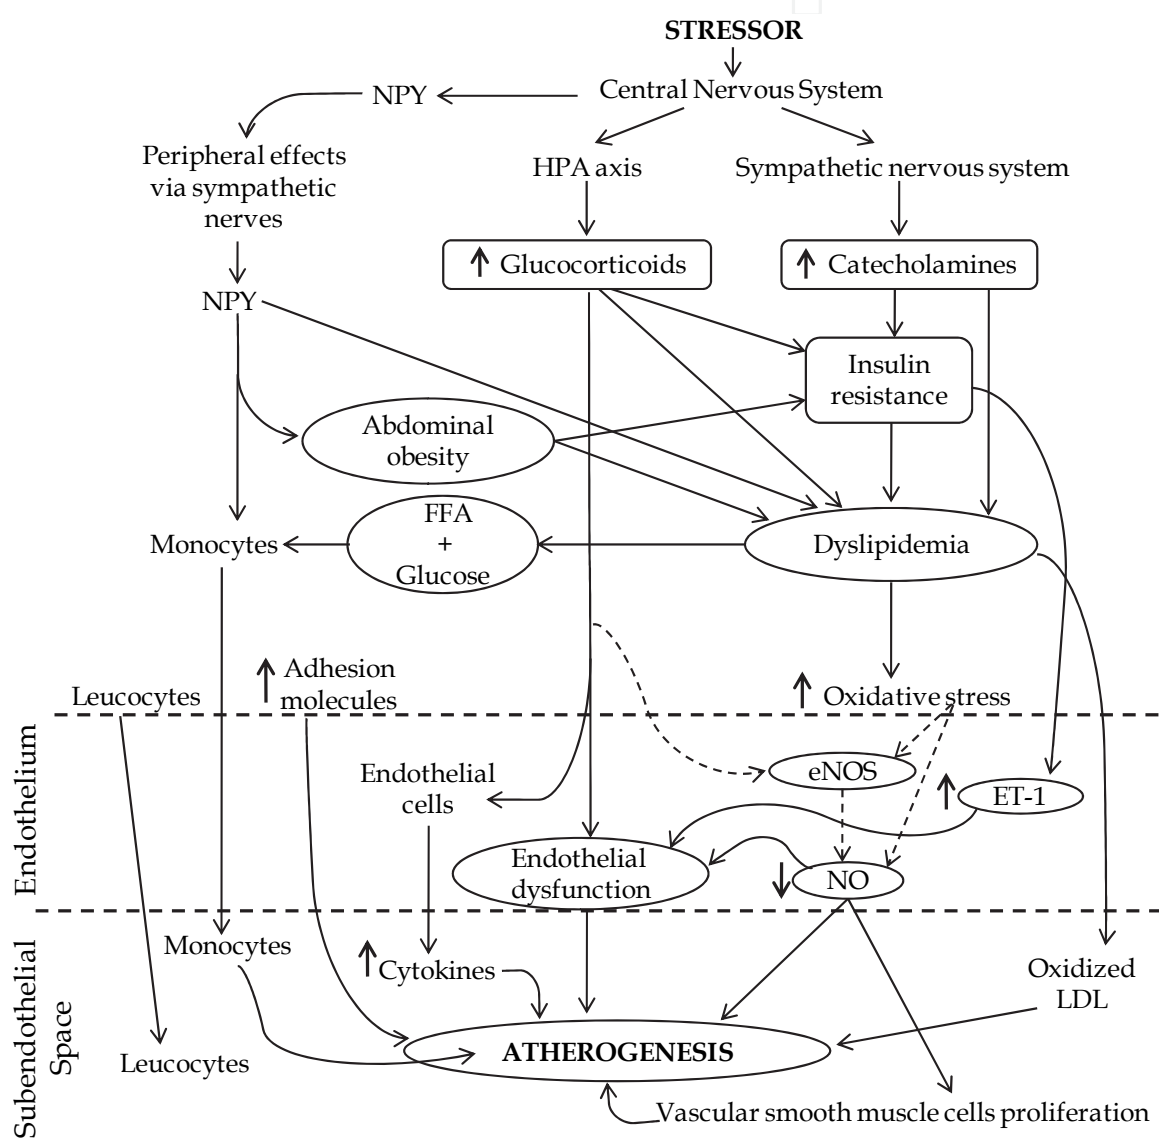 STRESSOR
Central Nervous System
NPY
Peripheral effects
via sympathetic
nerves
HPA axis
Sympathetic nervous system
↑ Glucocorticoids
↑ Catecholamines
NPY
Insulin
resistance
Abdominal
obesity
FFA
+
Glucose
Monocytes
Dyslipidemia
Leucocytes
↑ Adhesion
molecules
↑ Oxidative stress
Endothelium
Endothelial
cells
eNOS
↑ ET-1
Endothelial
dysfunction
↓ NO
Subendothelial
Space
Monocytes
↑ Cytokines
Oxidized
LDL
Leucocytes
ATHEROGENESIS
Vascular smooth muscle cells proliferation